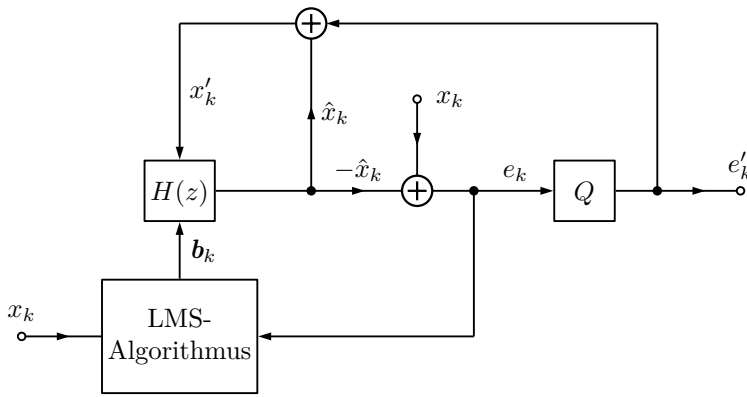 x'_k
x̂_k
x_k
H(z)
−x̂_k
e_k
Q
e'_k
b_k
x_k
LMS-
Algorithmus